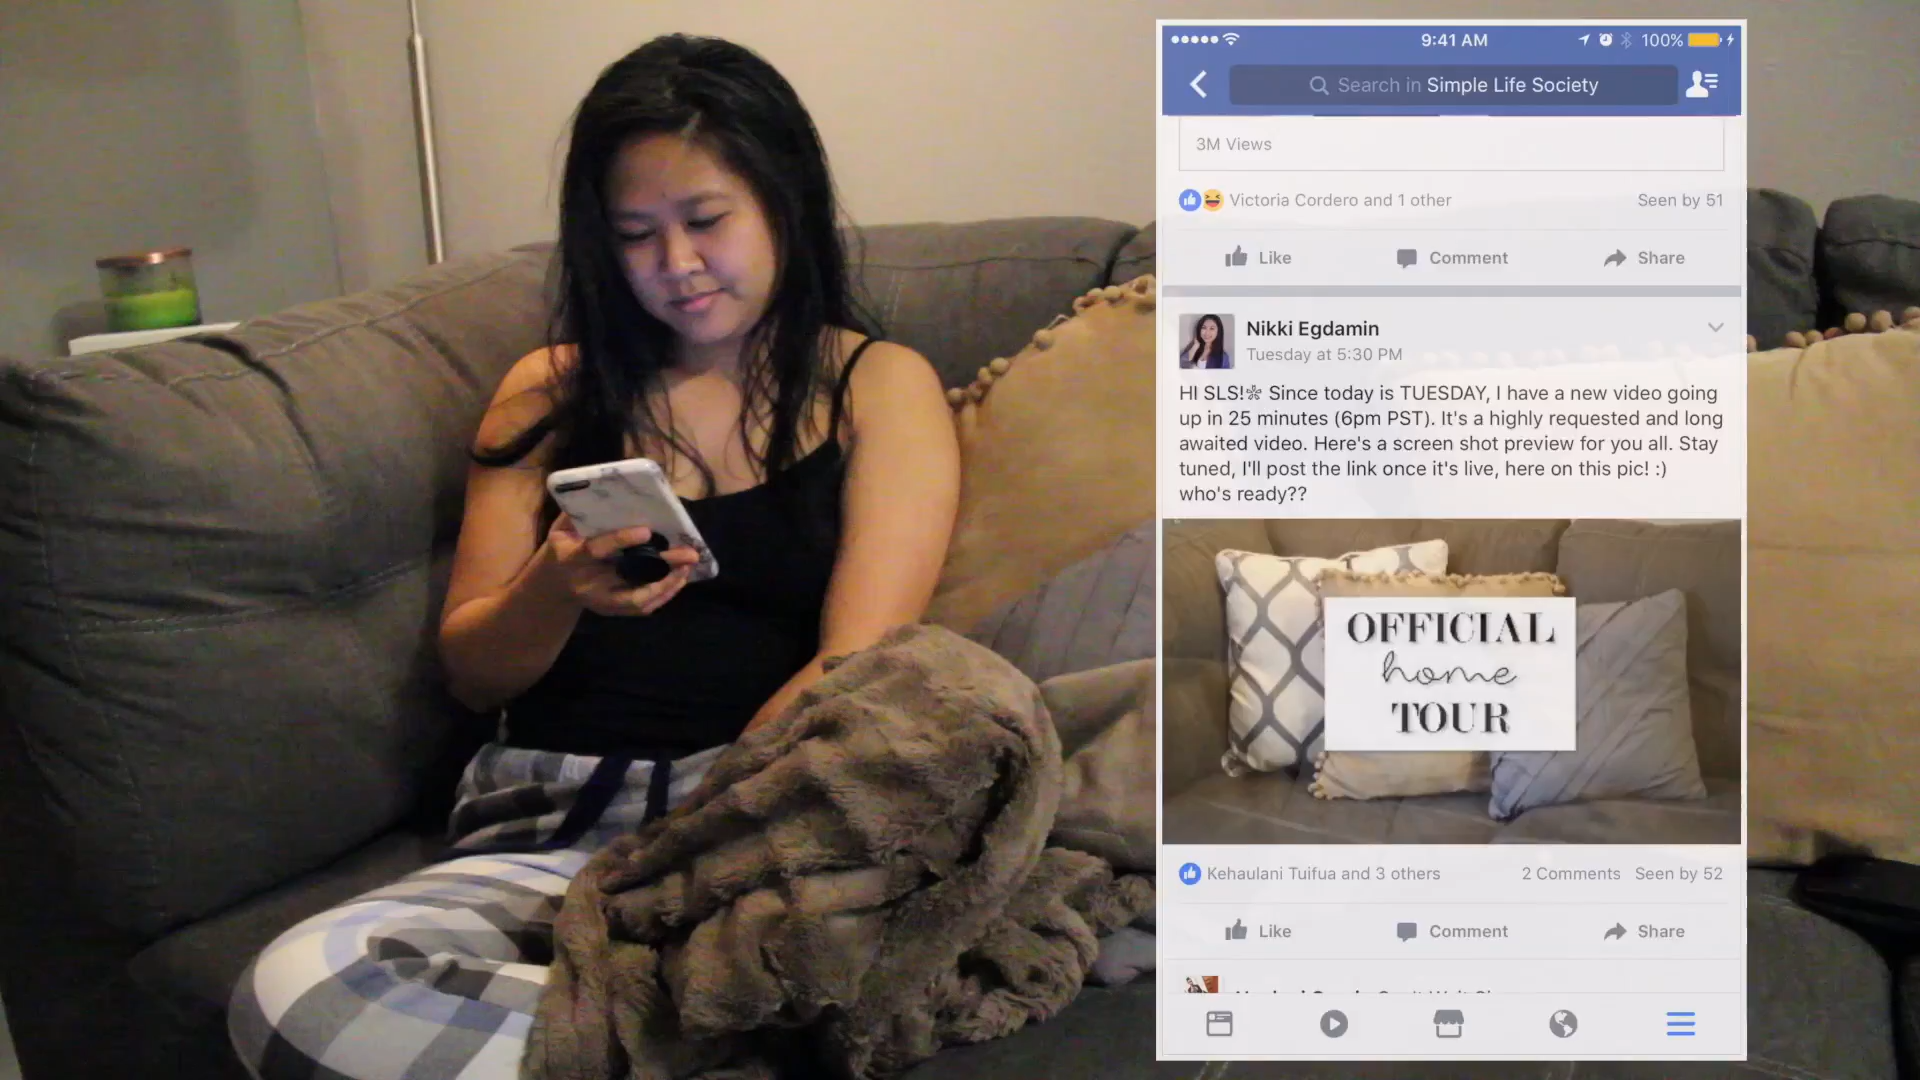 9:41 AM
100%
Search in Simple Life Society
3M Views
Victoria Cordero and 1 other
Seen by 51
Like
Comment
Share
Nikki Egdamin
Tuesday at 5:30 PM
HI SLS! Since today is TUESDAY, I have a new video going
up in 25 minutes (6pm PST). It's a highly requested and long
awaited video. Here's a screen shot preview for you all. Stay
tuned, I'll post the link once it's live, here on this pic! :)
who's ready??
OFFICIAL
home
TOUR
Kehaulani Tuifua and 3 others
2 Comments
Seen by 52
Like
Comment
Share